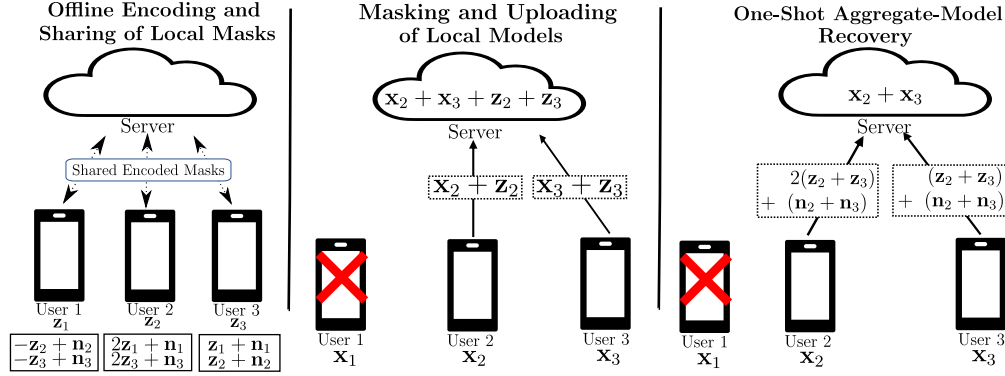 Offline Encoding and
Sharing of Local Masks
Server
Shared Encoded Masks
User 1
z₁
−z₂ + n₂
−z₃ + n₃
User 2
z₂
2z₁ + n₁
2z₃ + n₃
User 3
z₃
z₁ + n₁
z₂ + n₂
Masking and Uploading
of Local Models
x₂ + x₃ + z₂ + z₃
Server
x₂ + z₂
x₃ + z₃
User 1
x₁
User 2
x₂
User 3
x₃
One-Shot Aggregate-Model
Recovery
x₂ + x₃
Server
2(z₂ + z₃)
+ (n₂ + n₃)
(z₂ + z₃)
+ (n₂ + n₃)
User 1
x₁
User 2
x₂
User 3
x₃